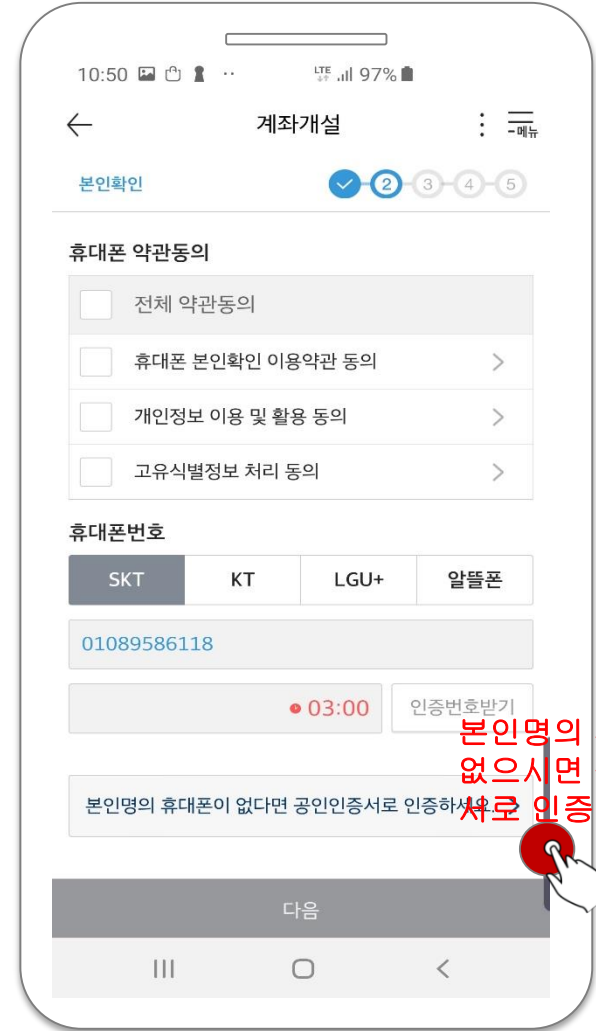 10:50 LTE 97%
계좌개설
-메뉴
본인확인 2 3 4 5
휴대폰 약관동의
전체 약관동의
휴대폰 본인확인 이용약관 동의
개인정보 이용 및 활용 동의
고유식별정보 처리 동의
휴대폰번호
SKT KT LGU+ 알뜰폰
01089586118
03:00 인증번호받기
본인명의
없으시면
서로 인증
본인명의 휴대폰이 없다면 공인인증서로 인증하세요.
다음